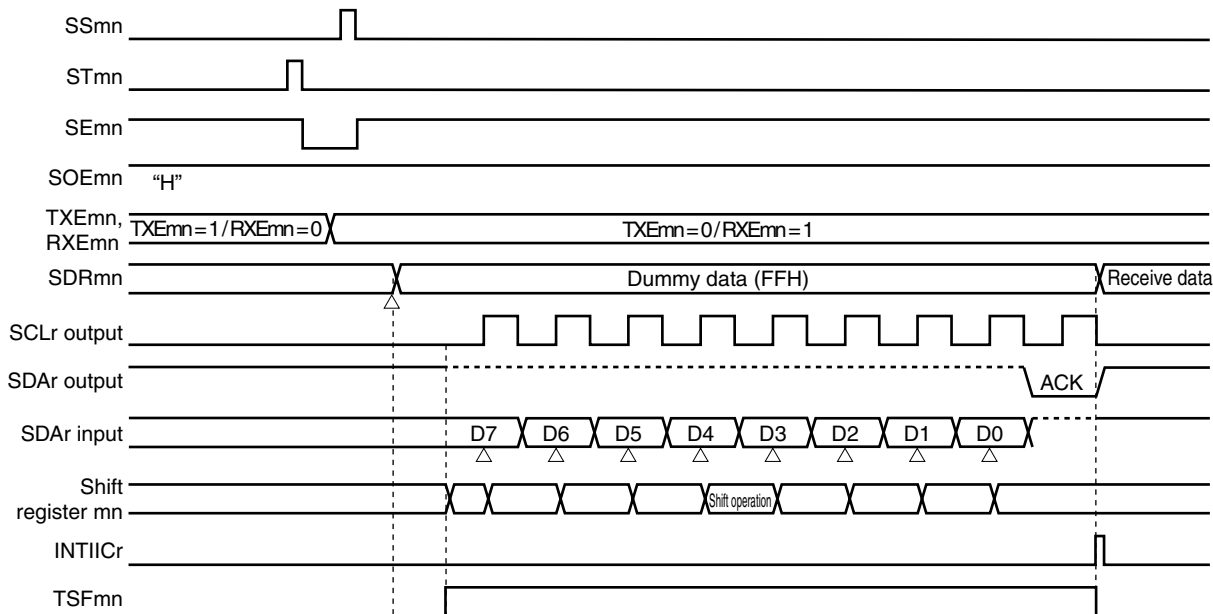 SSmn
STmn
SEmn
SOEmn “H”
TXEmn,
RXEmn
TXEmn=1/RXEmn=0 TXEmn=0/RXEmn=1
SDRmn Dummy data (FFH) Receive data
SCLr output
SDAr output ACK
SDAr input D7 D6 D5 D4 D3 D2 D1 D0
Shift
register mn
Shift operation
INTIICr
TSFmn